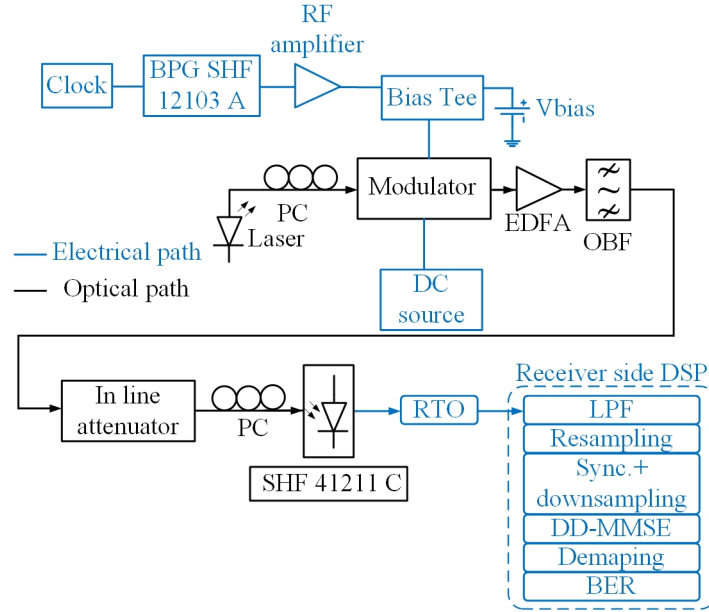 RF
amplifier
Clock
BPG SHF
12103 A
Bias Tee
Vbias
PC
Laser
Modulator
EDFA
OBF
Electrical path
Optical path
DC
source
In line
attenuator
PC
SHF 41211 C
RTO
Receiver side DSP
LPF
Resampling
Sync.+
downsampling
DD-MMSE
Demaping
BER